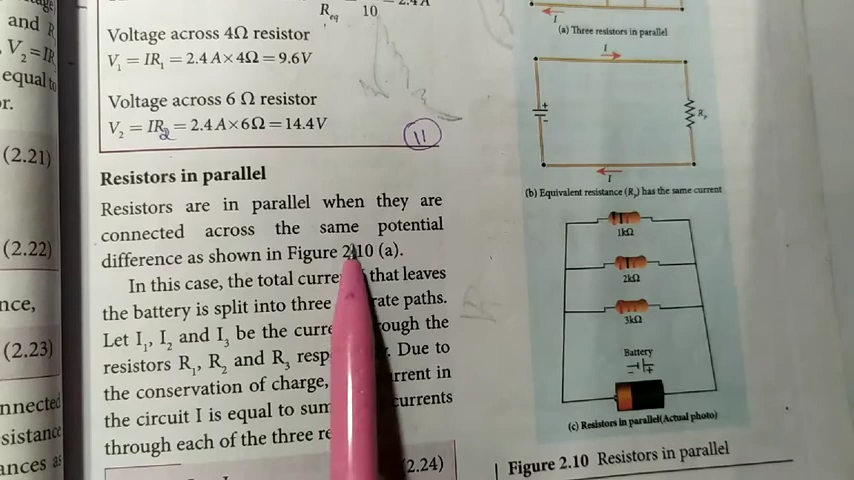 and R
V₂=IR
equal to
r.
(2.21)
(2.22)
nce,
(2.23)
nnected
sistance
ances as
R_eq 10 = 2.4A
Voltage across 4Ω resistor
V₁ = IR₁ = 2.4 A×4Ω = 9.6V
Voltage across 6 Ω resistor
V₂ = IR₂ = 2.4 A×6Ω = 14.4V
11
Resistors in parallel
Resistors are in parallel when they are
connected across the same potential
difference as shown in Figure 2.10 (a).
In this case, the total curre that leaves
the battery is split into three rate paths.
Let I₁, I₂ and I₃ be the curre rough the
resistors R₁, R₂ and R₃ resp . Due to
the conservation of charge, rrent in
the circuit I is equal to sum currents
through each of the three re
(2.24)
I
(a) Three resistors in parallel
I
+
R_P
I
(b) Equivalent resistance (R_P) has the same current
1kΩ
2kΩ
3kΩ
Battery
- +
(c) Resistors in parallel(Actual photo)
Figure 2.10 Resistors in parallel